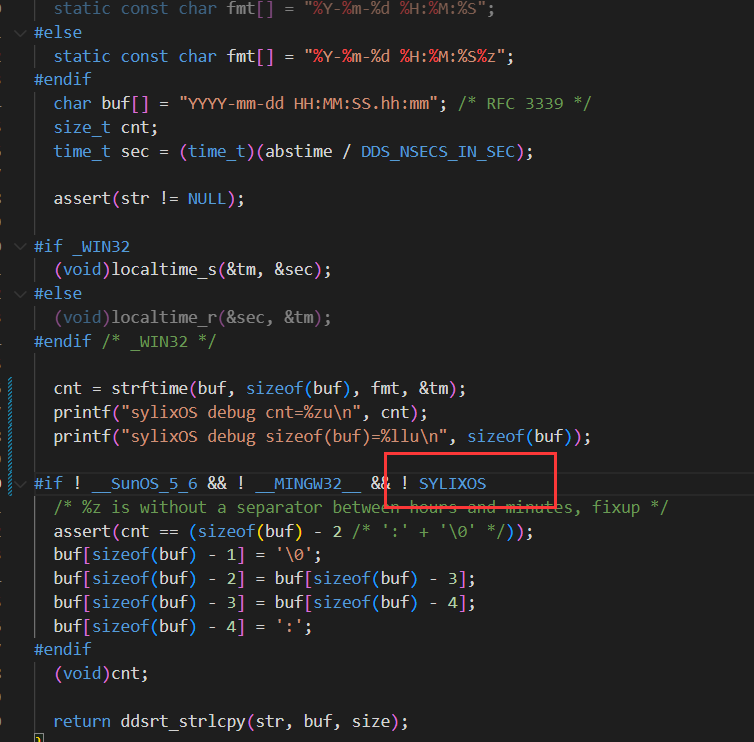 static const char fmt[] = "%Y-%m-%d %H:%M:%S";
#else
static const char fmt[] = "%Y-%m-%d %H:%M:%S%z";
#endif
char buf[] = "YYYY-mm-dd HH:MM:SS.hh:mm"; /* RFC 3339 */
size_t cnt;
time_t sec = (time_t)(abstime / DDS_NSECS_IN_SEC);
assert(str != NULL);
#if _WIN32
(void)localtime_s(&tm, &sec);
#else
(void)localtime_r(&sec, &tm);
#endif /* _WIN32 */
cnt = strftime(buf, sizeof(buf), fmt, &tm);
printf("sylixOS debug cnt=%zu\n", cnt);
printf("sylixOS debug sizeof(buf)=%llu\n", sizeof(buf));
#if ! __SunOS_5_6 && ! __MINGW32__ && ! SYLIXOS
/* %z is without a separator between hours and minutes, fixup */
assert(cnt == (sizeof(buf) - 2 /* ':' + '\0' */));
buf[sizeof(buf) - 1] = '\0';
buf[sizeof(buf) - 2] = buf[sizeof(buf) - 3];
buf[sizeof(buf) - 3] = buf[sizeof(buf) - 4];
buf[sizeof(buf) - 4] = ':';
#endif
(void)cnt;
return ddsrt_strlcpy(str, buf, size);
}